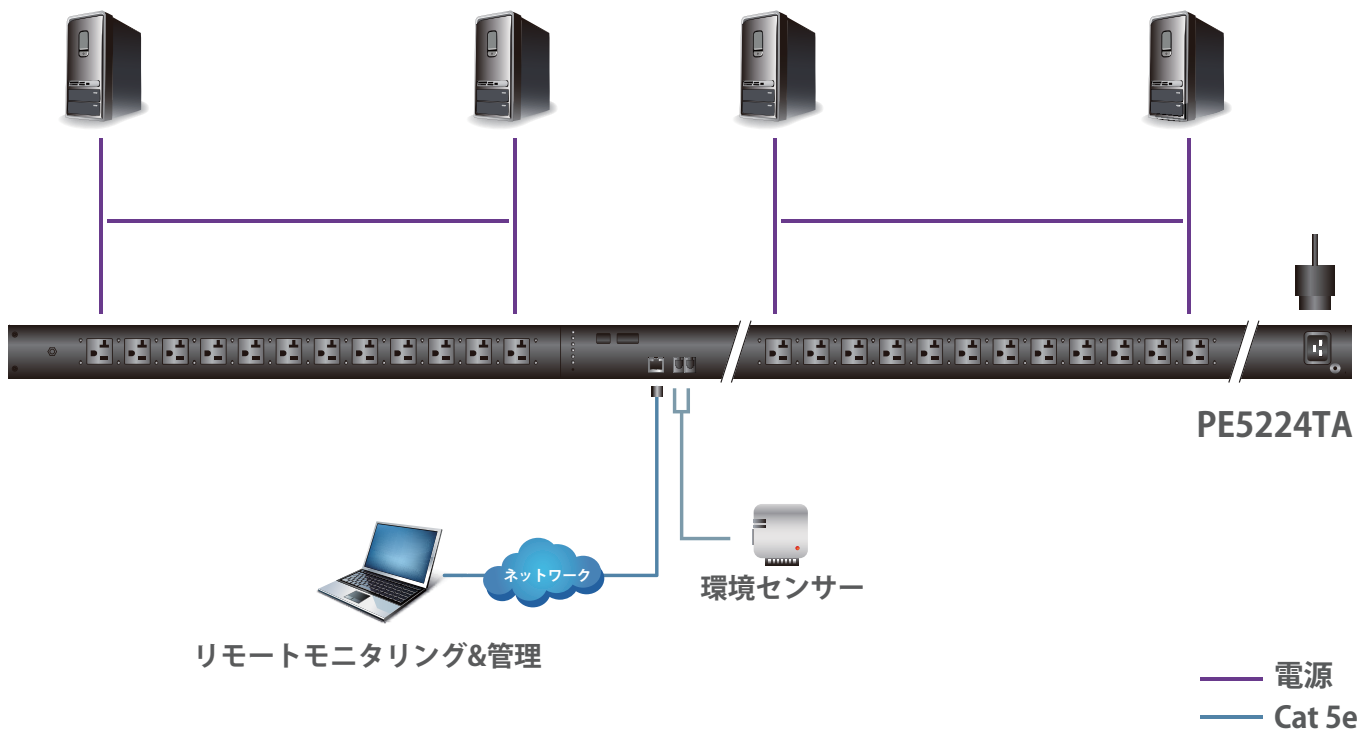 PE5224TA
ネットワーク
環境センサー
リモートモニタリング&管理
電源
Cat 5e